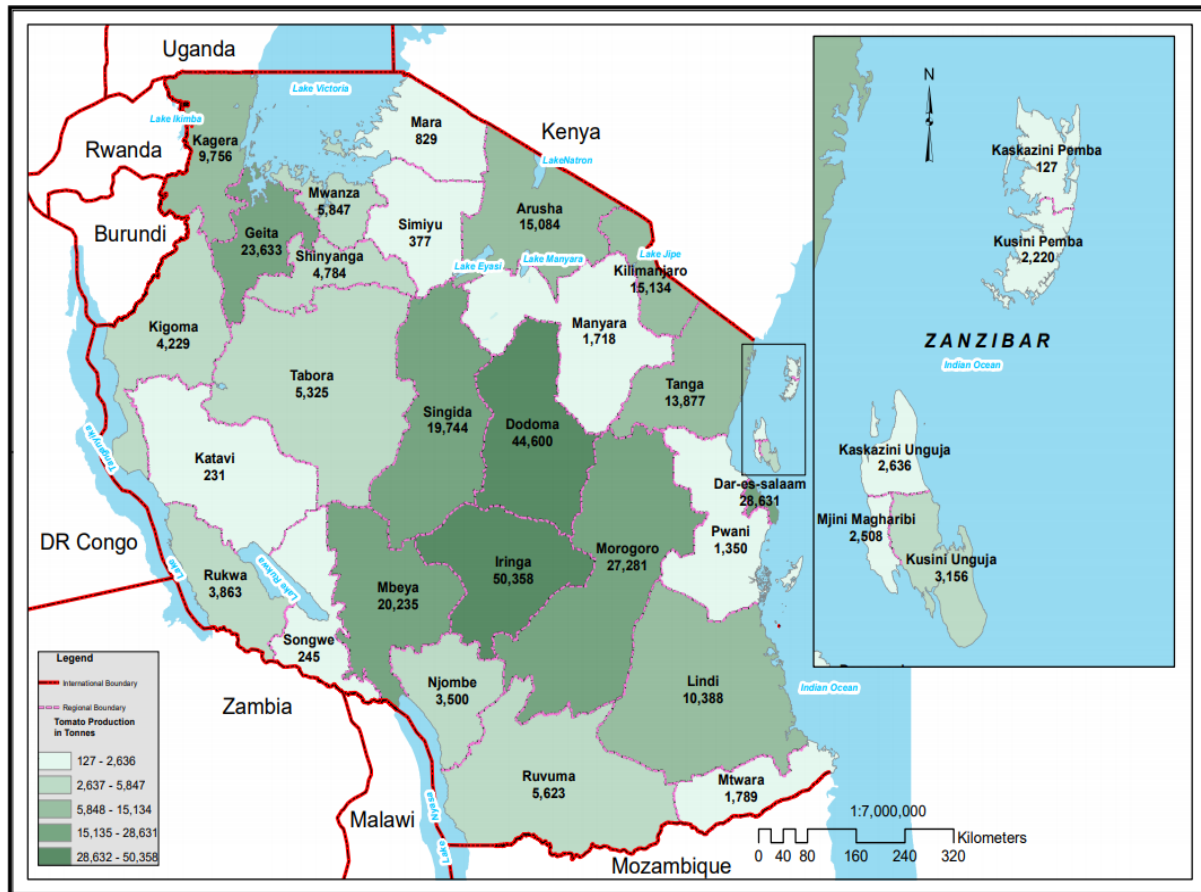 Uganda
Lake Victoria
Lake Ikimba
Kagera
9,756
Mara
829
Kenya
LakeNatron
Rwanda
Mwanza
5,847
Arusha
15,084
Simiyu
377
Burundi
Geita
23,633
Shinyanga
4,784
Lake Eyasi
Lake Manyara
Lake Jipe
Kilimanjaro
15,134
Kigoma
4,229
Manyara
1,718
Tabora
5,325
Singida
19,744
Dodoma
44,600
Tanga
13,877
Katavi
231
Tanganyika
Lake
Dar-es-salaam
28,631
Pwani
1,350
DR Congo
Rukwa
3,863
Lake Rukwa
Mbeya
20,235
Iringa
50,358
Morogoro
27,281
Songwe
245
Zambia
Njombe
3,500
Lindi
10,388
Indian Ocean
Ruvuma
5,623
Mtwara
1,789
Malawi
Nyasa
Lake
Mozambique
N
Kaskazini Pemba
127
Kusini Pemba
2,220
ZANZIBAR
Indian Ocean
Kaskazini Unguja
2,636
Mjini Magharibi
2,508
Kusini Unguja
3,156
Legend
International Boundary
Regional Boundary
Tomato Production
in Tonnes
127 - 2,636
2,637 - 5,847
5,848 - 15,134
15,135 - 28,631
28,632 - 50,358
1:7,000,000
Kilometers
0 40 80 160 240 320